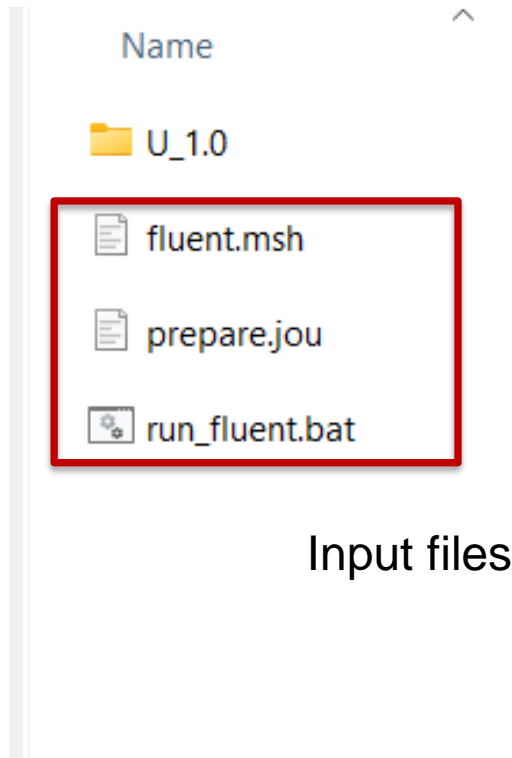 Name
U_1.0
fluent.msh
prepare.jou
run_fluent.bat
Input files